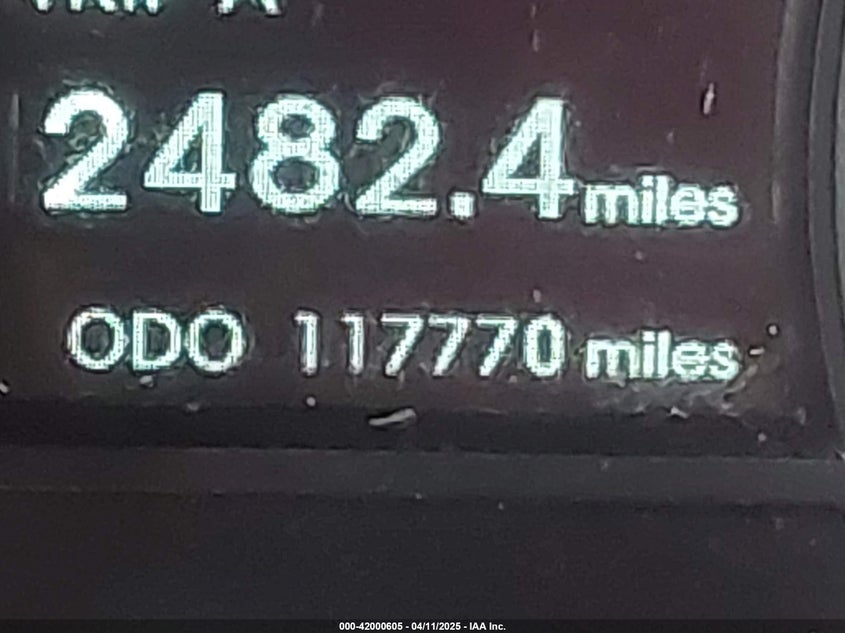 2482.4 miles
ODO 117770 miles
000-42000605 - 04/11/2025 - IAA Inc.